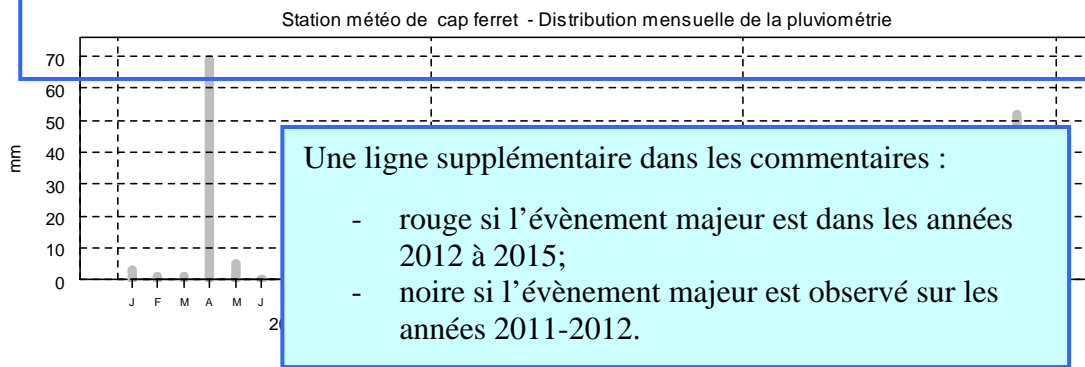 Station météo de cap ferret - Distribution mensuelle de la pluviométrie
70
60
50
40
30
20
10
0
mm
J F M A M J
Une ligne supplémentaire dans les commentaires :
- rouge si l’évènement majeur est dans les années
2012 à 2015;
- noire si l’évènement majeur est observé sur les
années 2011-2012.